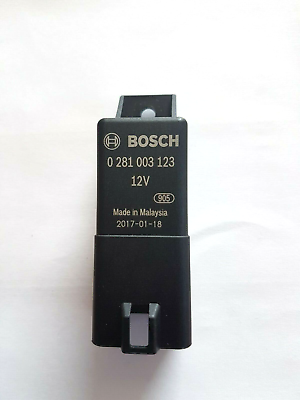 BOSCH
0 281 003 123
12V
905
Made in Malaysia
2017-01-18